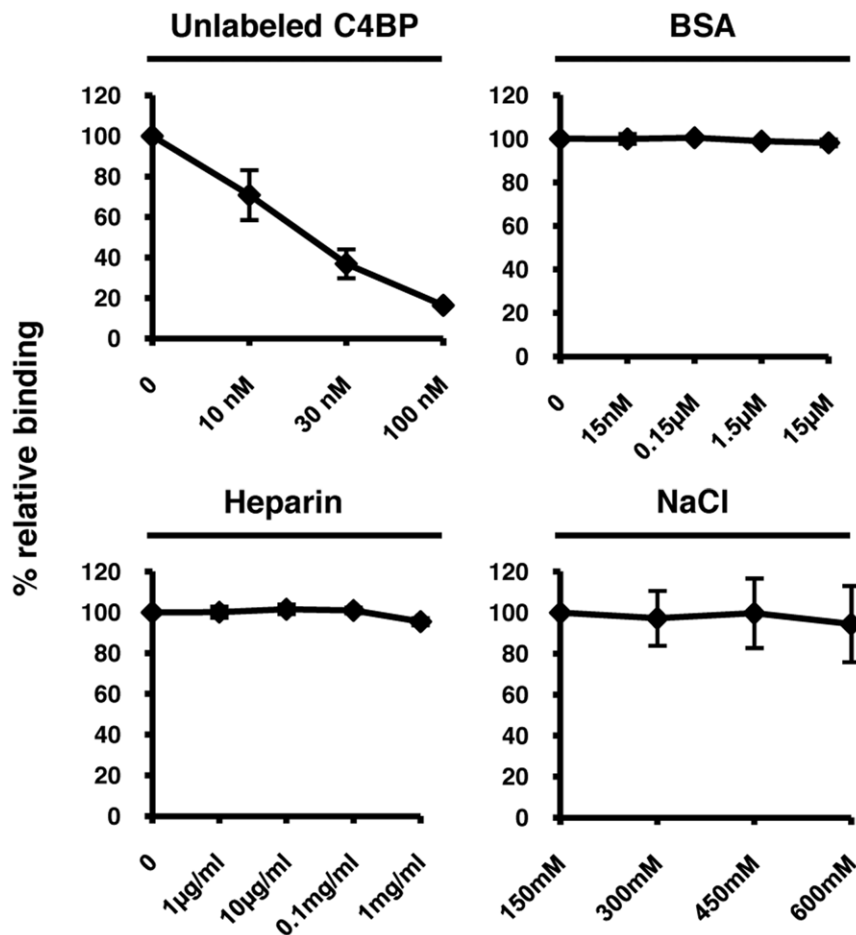 Unlabeled C4BP
BSA
% relative binding
120
100
80
60
40
20
0
0
10 nM
30 nM
100 nM
120
100
80
60
40
20
0
0
15nM
0.15µM
1.5µM
15µM
Heparin
NaCl
120
100
80
60
40
20
0
0
1µg/ml
10µg/ml
0.1mg/ml
1mg/ml
120
100
80
60
40
20
0
150mM
300mM
450mM
600mM